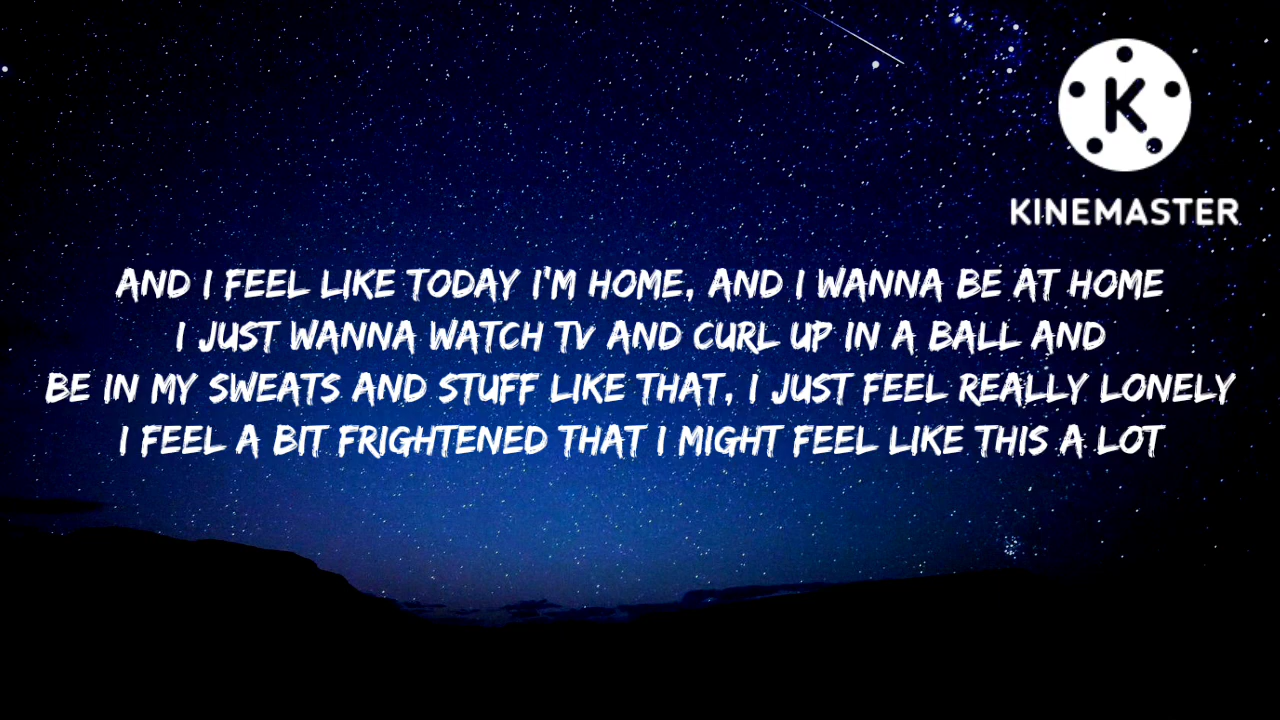 K
KINEMASTER
AND I FEEL LIKE TODAY I'M HOME, AND I WANNA BE AT HOME
I JUST WANNA WATCH TV AND CURL UP IN A BALL AND
BE IN MY SWEATS AND STUFF LIKE THAT, I JUST FEEL REALLY LONELY
I FEEL A BIT FRIGHTENED THAT I MIGHT FEEL LIKE THIS A LOT